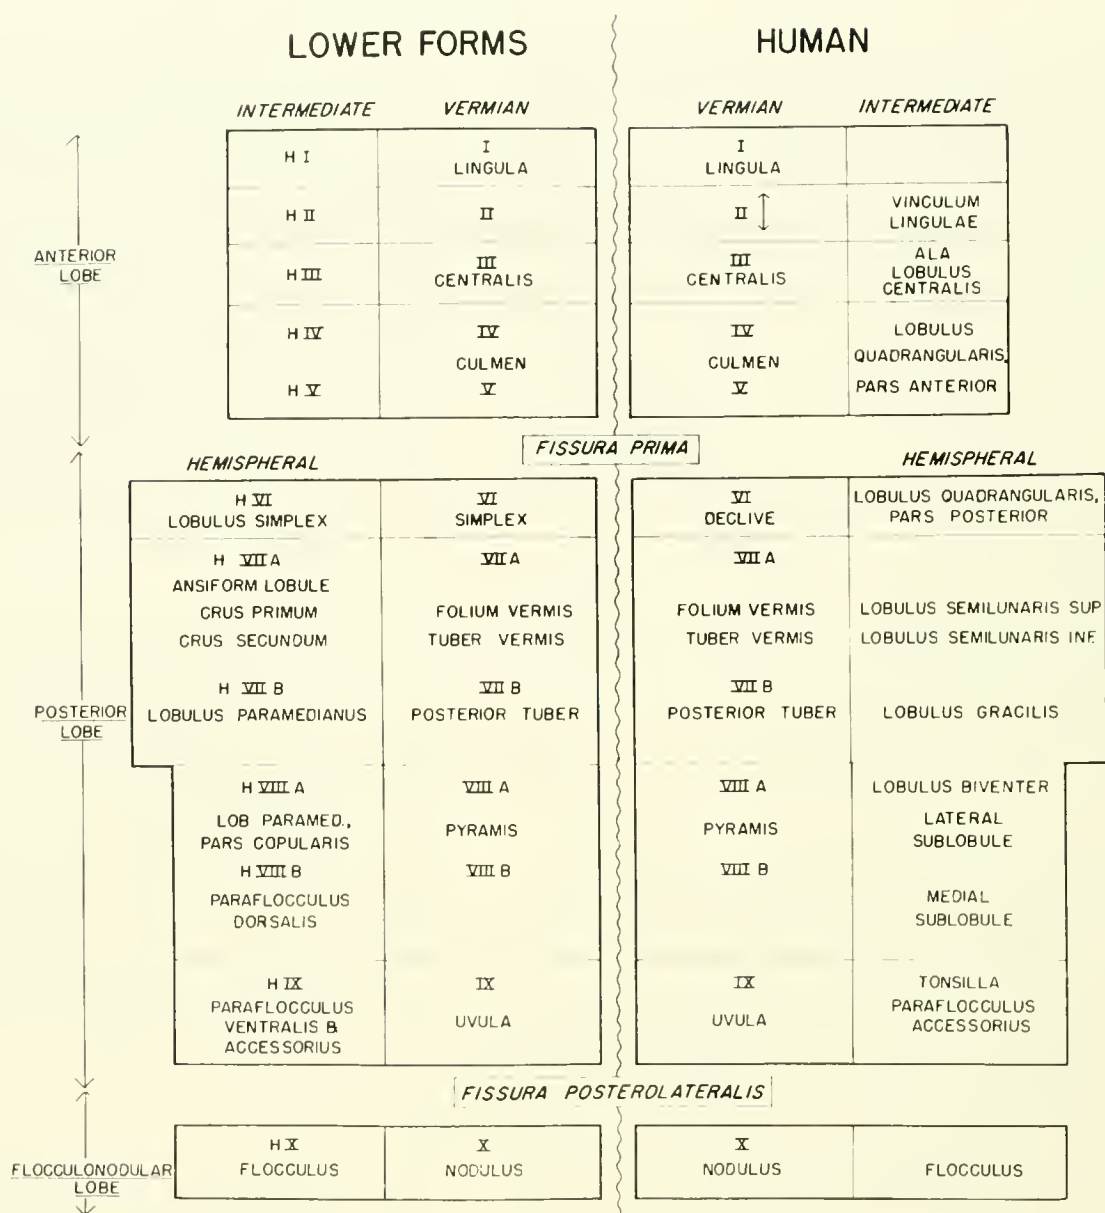 LOWER FORMS HUMAN
INTERMEDIATE VERMIAN VERMIAN INTERMEDIATE
H I I I
LINGULA LINGULA
H II II II VINCULUM
LINGULAE
ANTERIOR
LOBE
H III III III ALA
CENTRALIS CENTRALIS LOBULUS
CENTRALIS
H IV IV IV LOBULUS
CULMEN CULMEN QUADRANGULARIS,
H V V V PARS ANTERIOR
FISSURA PRIMA
HEMISPHERAL HEMISPHERAL
H VI VI VI LOBULUS QUADRANGULARIS,
LOBULUS SIMPLEX SIMPLEX DECLIVE PARS POSTERIOR
H VII A VII A VII A
ANSIFORM LOBULE
CRUS PRIMUM FOLIUM VERMIS FOLIUM VERMIS LOBULUS SEMILUNARIS SUP
CRUS SECUNDUM TUBER VERMIS TUBER VERMIS LOBULUS SEMILUNARIS INF.
H VII B VII B VII B
POSTERIOR
LOBE
LOBULUS PARAMEDIANUS POSTERIOR TUBER POSTERIOR TUBER LOBULUS GRACILIS
H VIII A VIII A VIII A LOBULUS BIVENTER
LOB PARAMED., PYRAMIS PYRAMIS LATERAL
PARS COPULARIS SUBLOBULE
H VIII B VIII B VIII B
PARAFLOCCULUS MEDIAL
DORSALIS SUBLOBULE
H IX IX IX TONSILLA
PARAFLOCCULUS UVULA UVULA PARAFLOCCULUS
VENTRALIS & ACCESSORIUS
ACCESSORIUS
FISSURA POSTEROLATERALIS
H X X X
FLOCCULUS NODULUS NODULUS FLOCCULUS
FLOCCULONODULAR
LOBE